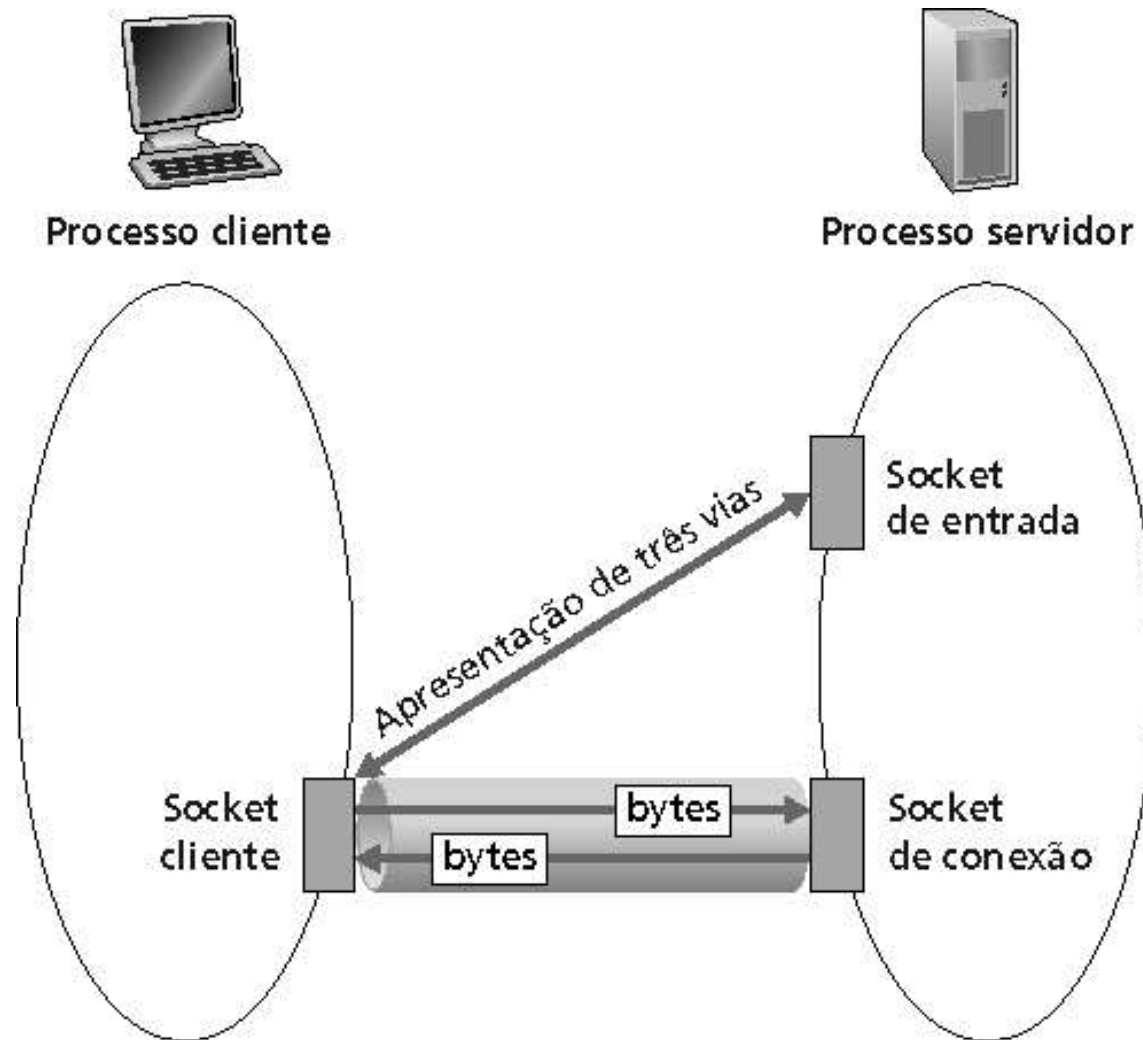 Processo cliente
Processo servidor
Socket
de entrada
Apresentação de três vias
Socket
cliente
bytes
bytes
Socket
de conexão